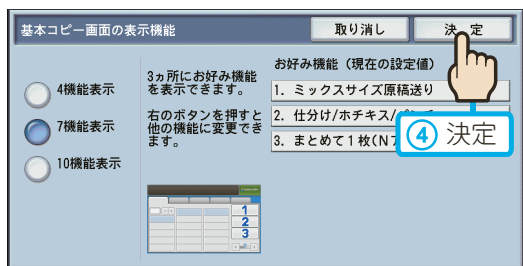 基本コピー画面の表示機能
取り消し
決 定
4機能表示
7機能表示
10機能表示
3ヵ所にお好み機能
を表示できます。
右のボタンを押すと
他の機能に変更でき
ます。
お好み機能（現在の設定値）
1. ミックスサイズ原稿送り
2. 仕分け/ホチキス/
3. まとめて1枚(N
④ 決定
1
2
3